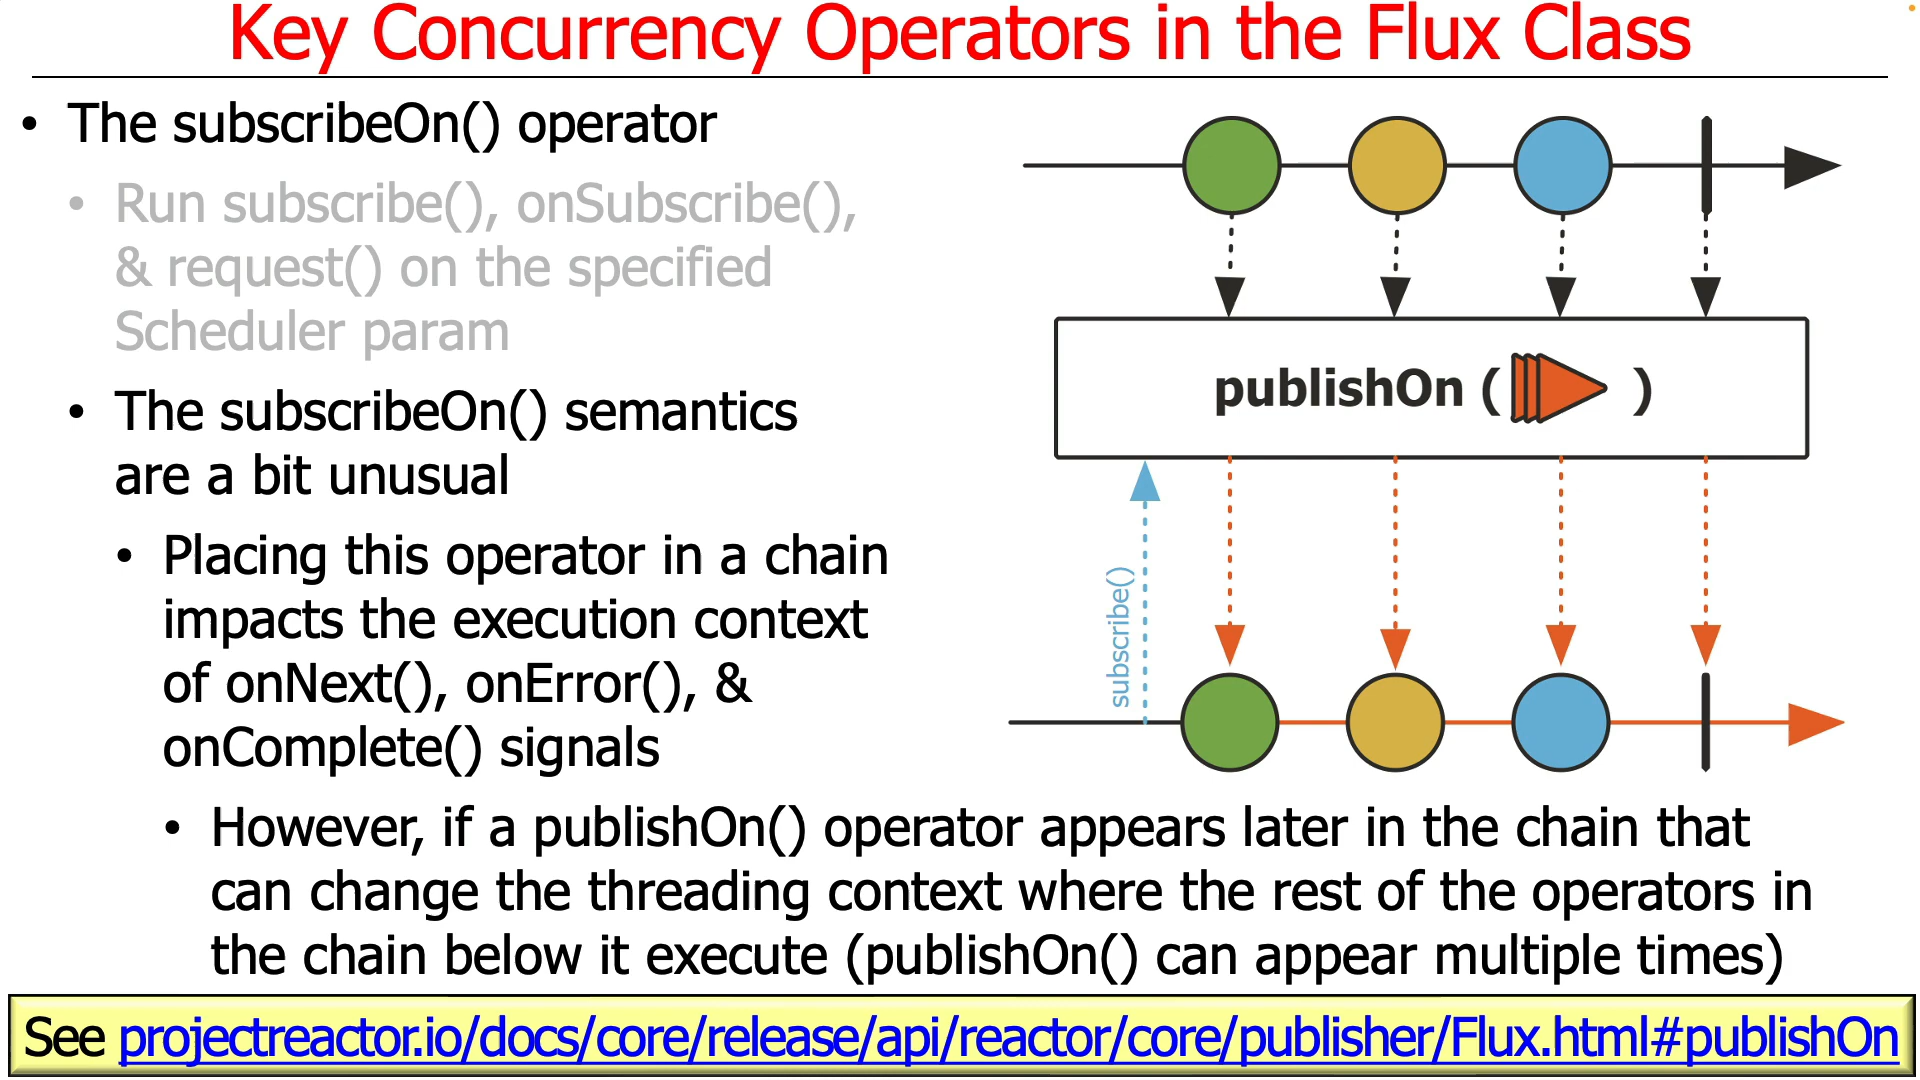 Key Concurrency Operators in the Flux Class
• The subscribeOn() operator
• Run subscribe(), onSubscribe(),
& request() on the specified
Scheduler param
• The subscribeOn() semantics
are a bit unusual
• Placing this operator in a chain
impacts the execution context
of onNext(), onError(), &
onComplete() signals
• However, if a publishOn() operator appears later in the chain that
can change the threading context where the rest of the operators in
the chain below it execute (publishOn() can appear multiple times)
publishOn ( )
subscribe()
See projectreactor.io/docs/core/release/api/reactor/core/publisher/Flux.html#publishOn